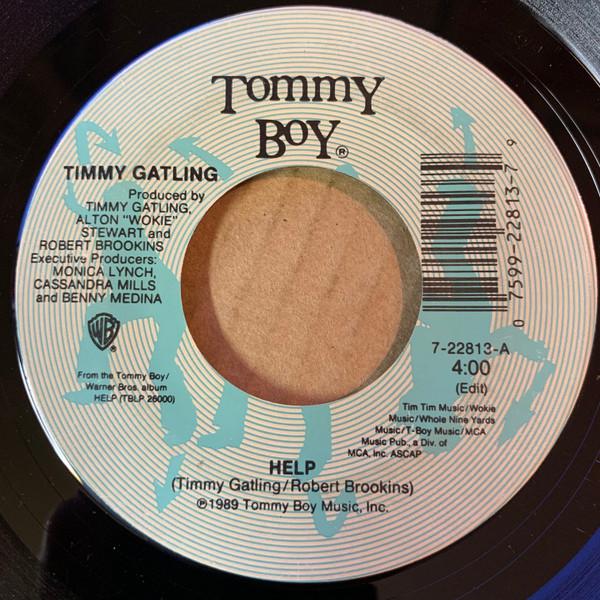 Tommy
Boy®
TIMMY GATLING
Produced by
TIMMY GATLING,
ALTON "WOKIE"
STEWART and
ROBERT BROOKINS
Executive Producers:
MONICA LYNCH,
CASSANDRA MILLS
and BENNY MEDINA
WB®
From the Tommy Boy/
Warner Bros. album
HELP (TBLP 26000)
0 7599-22813-7 9
7-22813-A
4:00
(Edit)
Tim Tim Music/Wokie
Music/Whole Nine Yards
Music/T-Boy Music/MCA
Music Pub., a Div. of
MCA, Inc. ASCAP
HELP
(Timmy Gatling/Robert Brookins)
℗1989 Tommy Boy Music, Inc.